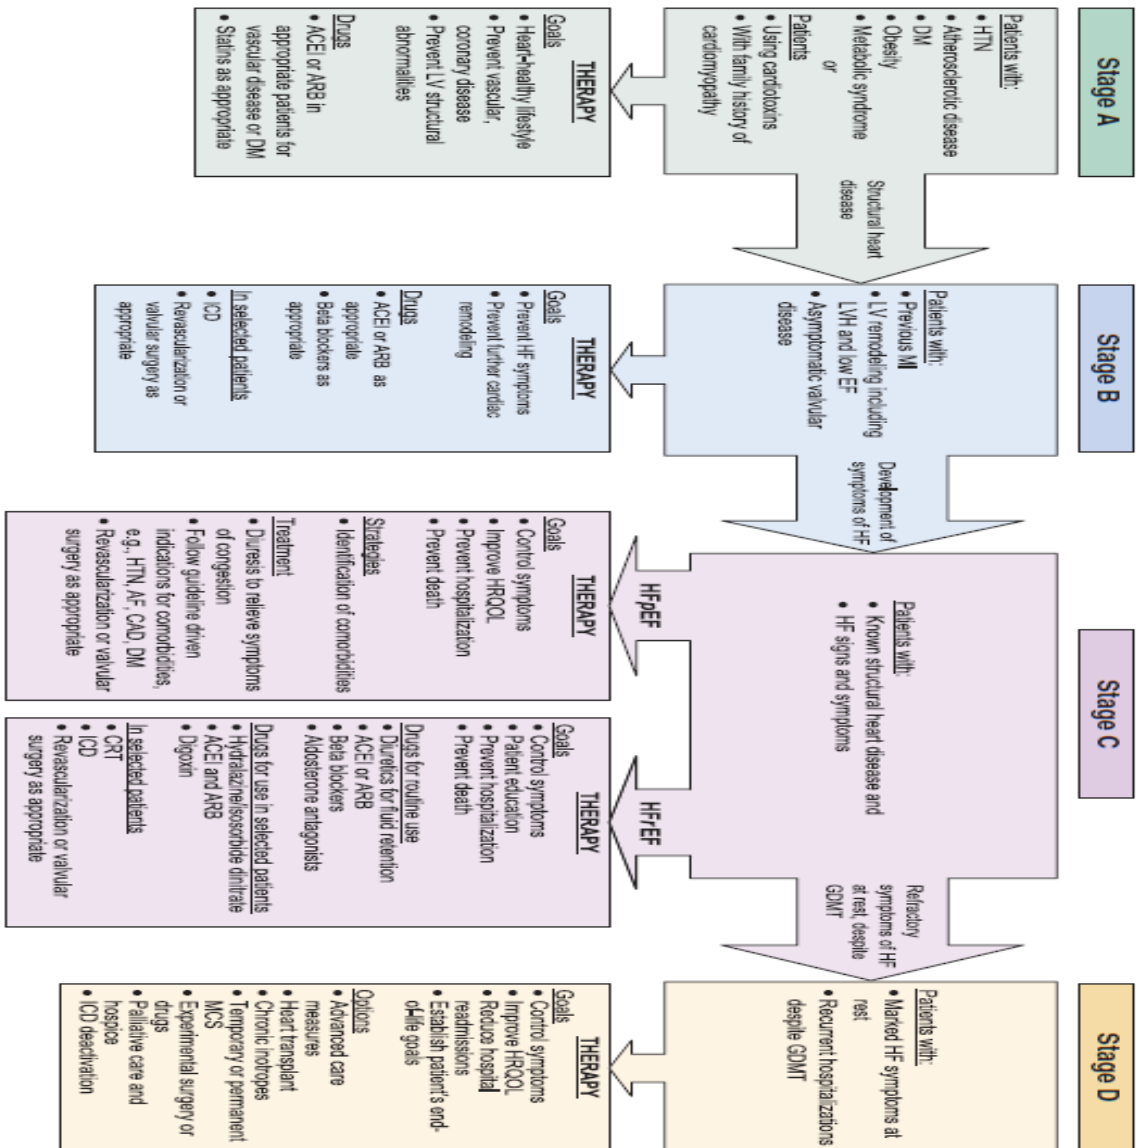 Stage A
Patients with:
• HTN
• Atherosclerotic disease
• DM
• Obesity
• Metabolic syndrome
or
Patients
• Using cardiotoxins
• With family history of
cardiomyopathy
THERAPY
Goals
• Heart-healthy lifestyle
• Prevent vascular,
coronary disease
• Prevent LV structural
abnormalities
Drugs
• ACEI or ARB in
appropriate patients for
vascular disease or DM
• Statins as appropriate
Structural heart
disease
Stage B
Patients with:
• Previous MI
• LV remodeling including
LVH and low EF
• Asymptomatic valvular
disease
THERAPY
Goals
• Prevent HF symptoms
• Prevent further cardiac
remodeling
Drugs
• ACEI or ARB as
appropriate
• Beta blockers as
appropriate
In selected patients
• ICD
• Revascularization or
valvular surgery as
appropriate
Development of
symptoms of HF
Stage C
Patients with:
• Known structural heart disease and
• HF signs and symptoms
HFpEF
THERAPY
Goals
• Control symptoms
• Improve HRQOL
• Prevent hospitalization
• Prevent death
Strategies
• Identification of comorbidities
Treatment
• Diuresis to relieve symptoms
of congestion
• Follow guideline driven
indications for comorbidities,
e.g., HTN, AF, CAD, DM
• Revascularization or valvular
surgery as appropriate
HFrEF
THERAPY
Goals
• Control symptoms
• Patient education
• Prevent hospitalization
• Prevent death
Drugs for routine use
• Diuretics for fluid retention
• ACEI or ARB
• Beta blockers
• Aldosterone antagonists
Drugs for use in selected patients
• Hydralazine/isosorbide dinitrate
• ACEI and ARB
• Digoxin
In selected patients
• CRT
• ICD
• Revascularization or valvular
surgery as appropriate
Refractory
symptoms of HF
at rest, despite
GDMT
Stage D
Patients with:
• Marked HF symptoms at
rest
• Recurrent hospitalizations
despite GDMT
THERAPY
Goals
• Control symptoms
• Improve HRQOL
• Reduce hospital
readmissions
• Establish patient's end-
of-life goals
Options
• Advanced care
measures
• Heart transplant
• Chronic inotropes
• Temporary or permanent
MCS
• Experimental surgery or
drugs
• Palliative care and
hospice
• ICD deactivation